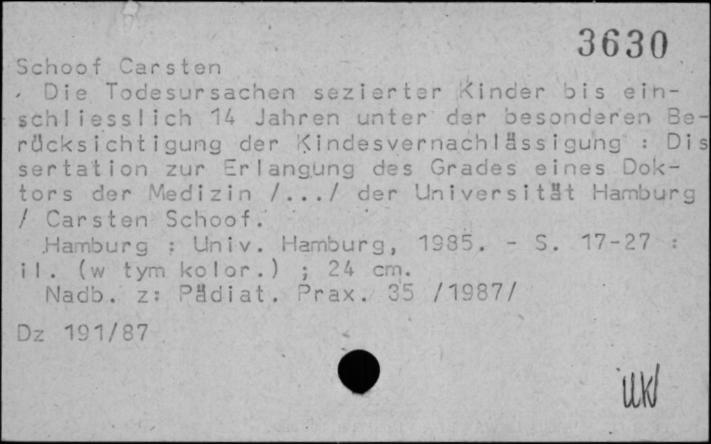 3630
Schoof Carsten
Die Todesursachen sezierter Kinder bis ein-
schliesslich 14 Jahren unter der besonderen Be-
rücksichtigung der Kindesvernachlässigung : Dis
sertation zur Erlangung des Grades eines Dok-
tors der Medizin /.../ der Universität Hamburg
/ Carsten Schoof.
Hamburg : Univ. Hamburg, 1985. - S. 17-27 :
il. (w tym kolor.) ; 24 cm.
Nadb. z: Pädiat. Prax. 35 /1987/
Dz 191/87